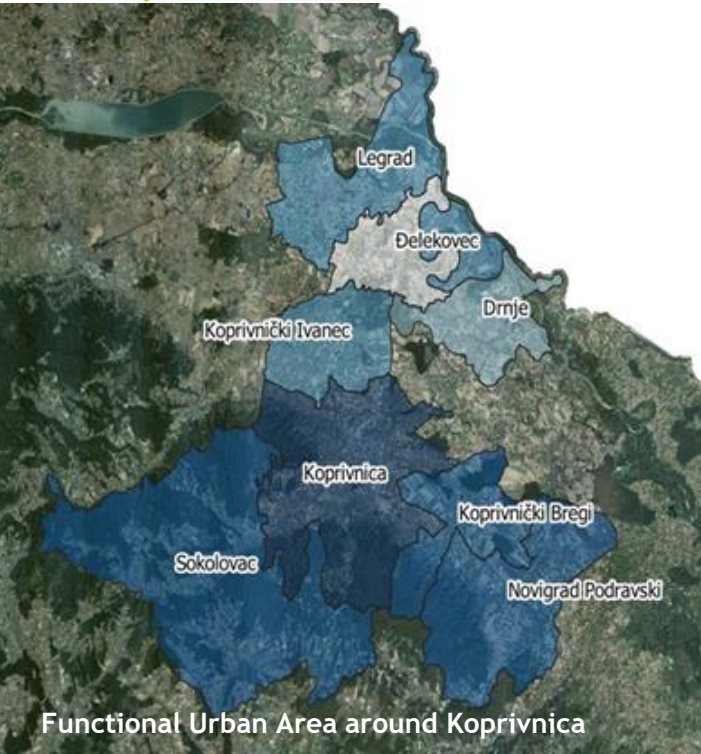 Legrad
Đelekovec
Drnje
Koprivnički Ivanec
Koprivnica
Koprivnički Bregi
Sokolovac
Novigrad Podravski
Functional Urban Area around Koprivnica